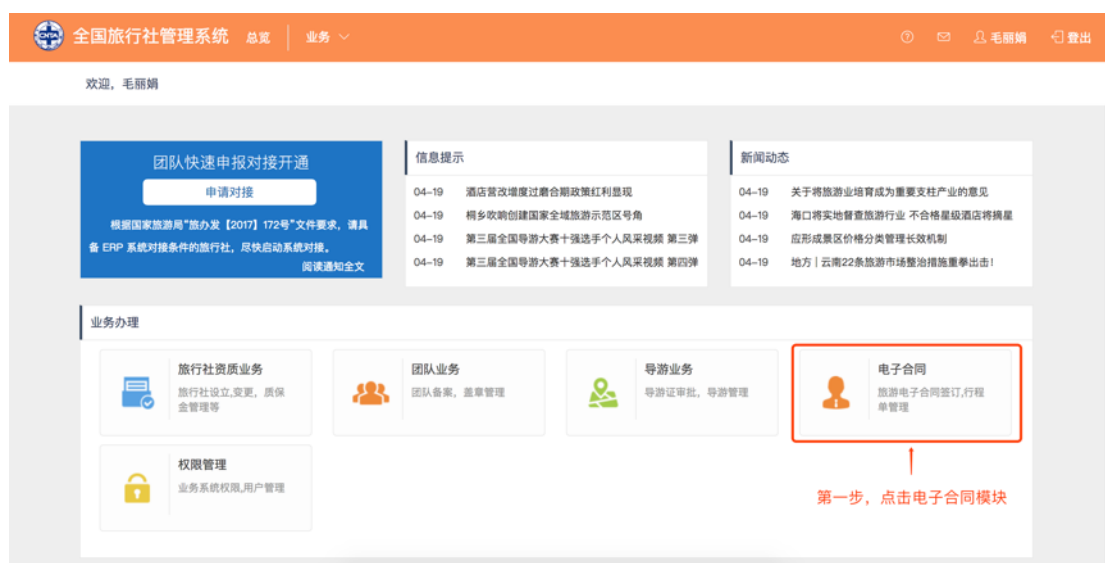 全国旅行社管理系统 总览 业务
毛丽娟 登出
欢迎，毛丽娟
团队快速申报对接开通
申请对接
根据国家旅游局“旅办发【2017】172号”文件要求，请具
备 ERP 系统对接条件的旅行社，尽快启动系统对接。
阅读通知全文
信息提示
04-19 酒店营改增度过磨合期政策红利显现
04-19 桐乡吹响创建国家全域旅游示范区号角
04-19 第三届全国导游大赛十强选手个人风采视频 第三弹
04-19 第三届全国导游大赛十强选手个人风采视频 第四弹
新闻动态
04-19 关于将旅游业培育成为重要支柱产业的意见
04-19 海口将实地督查旅游行业 不合格星级酒店将摘星
04-19 应形成景区价格分类管理长效机制
04-19 地方 | 云南22条旅游市场整治措施重拳出击!
业务办理
旅行社资质业务
旅行社设立,变更，质保
金管理等
团队业务
团队备案，盖章管理
导游业务
导游证审批，导游管理
电子合同
旅游电子合同签订,行程
单管理
权限管理
业务系统权限,用户管理
第一步，点击电子合同模块